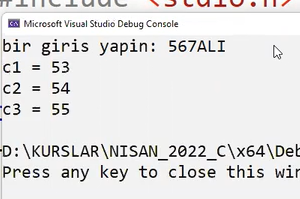 #include <stdio.h>
Microsoft Visual Studio Debug Console
bir giris yapin: 567ALI
c1 = 53
c2 = 54
c3 = 55
D:\KURSLAR\NISAN_2022_C\x64\Deb
Press any key to close this win